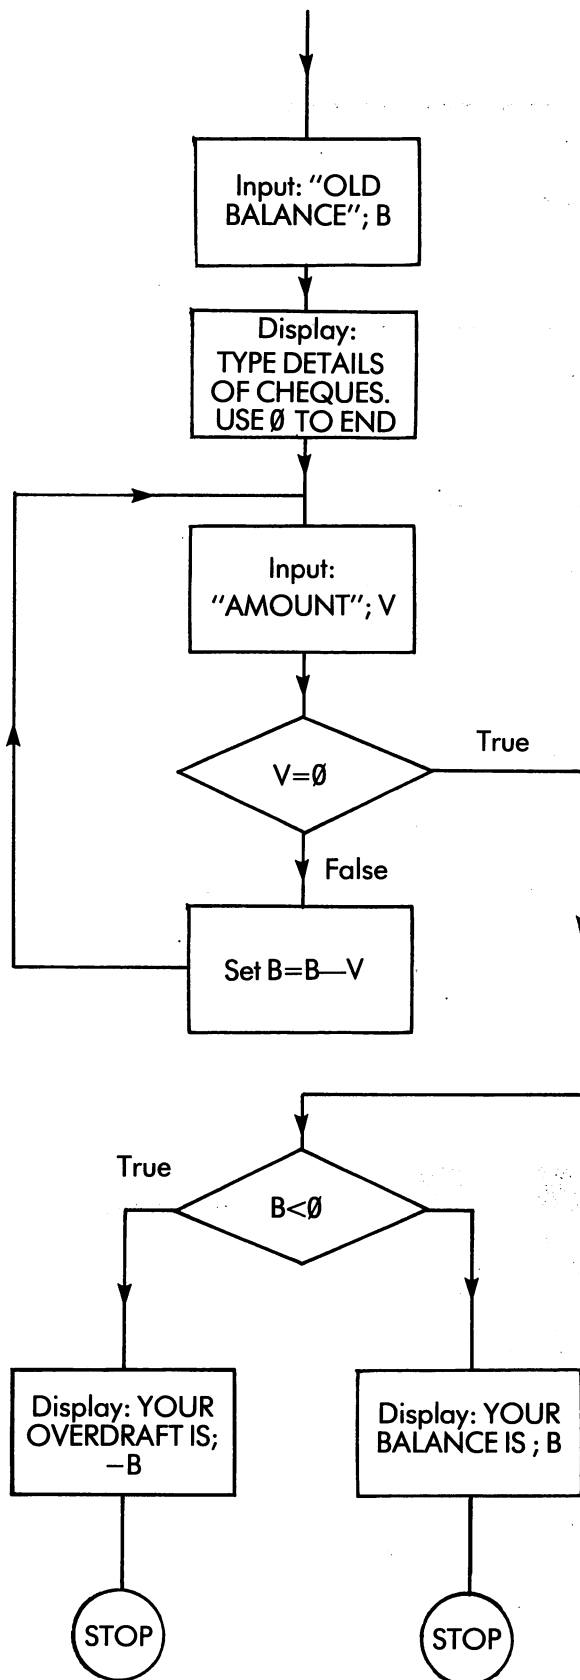 Input: “OLD
BALANCE”; B
Display:
TYPE DETAILS
OF CHEQUES.
USE Ø TO END
Input:
“AMOUNT”; V
V=Ø
True
False
Set B=B—V
True
B<Ø
Display: YOUR
OVERDRAFT IS;
—B
Display: YOUR
BALANCE IS ; B
STOP
STOP